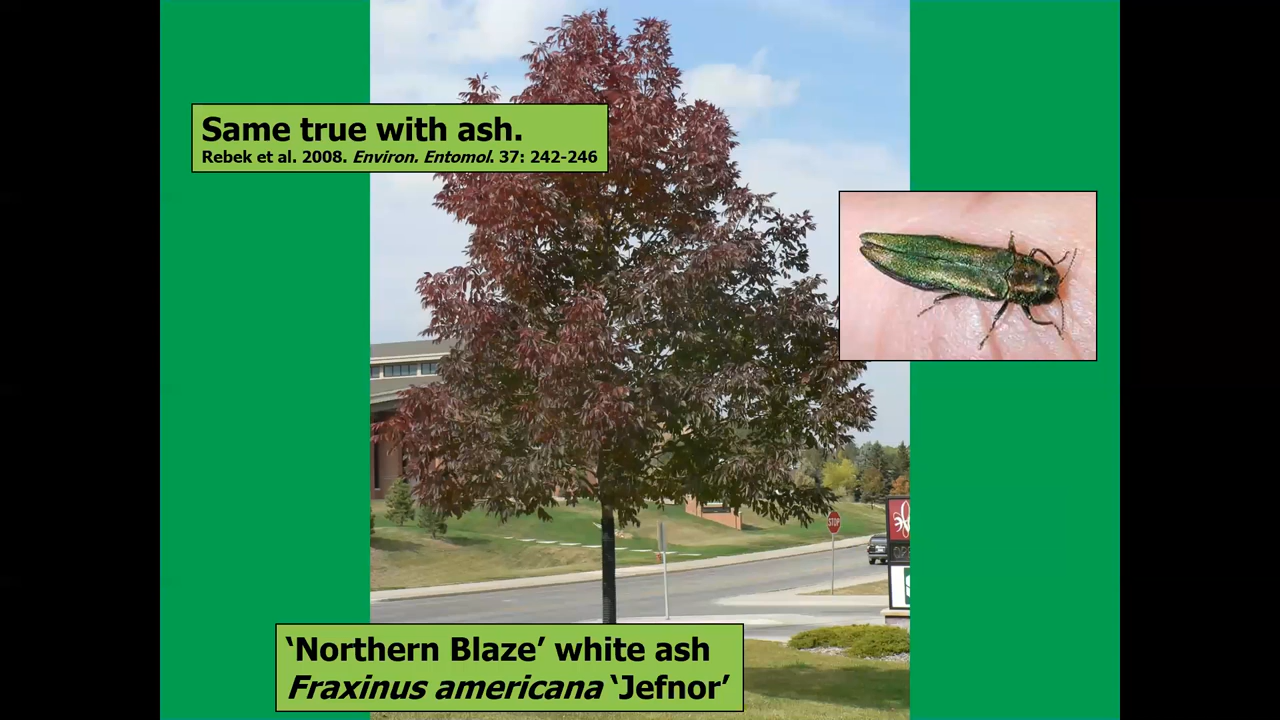 Same true with ash.
Rebek et al. 2008. Environ. Entomol. 37: 242-246
STOP
‘Northern Blaze’ white ash
Fraxinus americana ‘Jefnor’